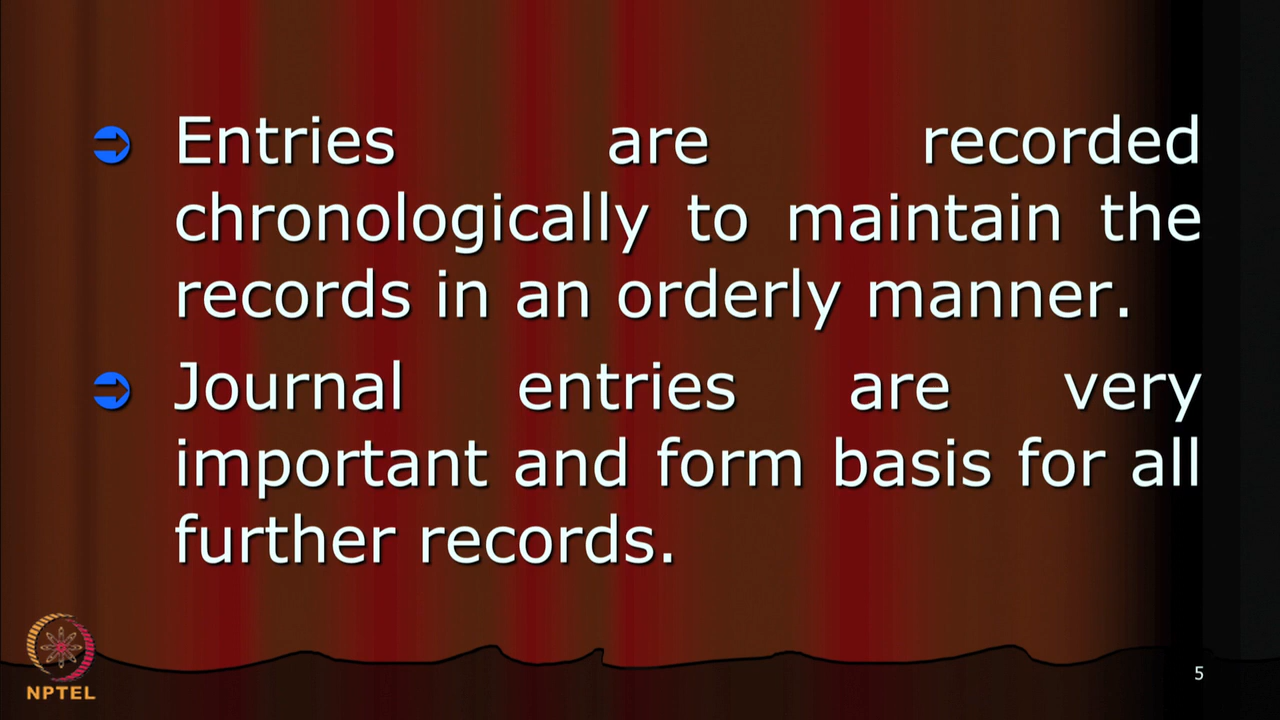 Entries are recorded
chronologically to maintain the
records in an orderly manner.
Journal entries are very
important and form basis for all
further records.
NPTEL
5